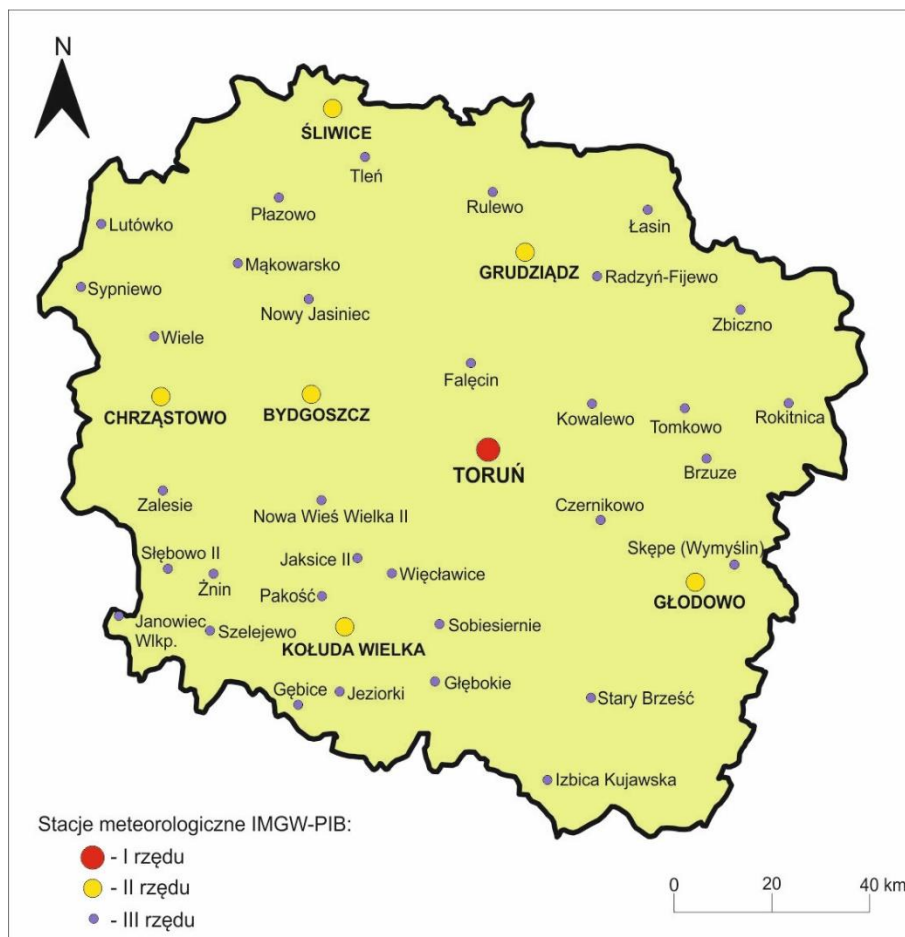 N
ŚLIWICE
Tleń
Płazowo
Rulewo
Łasin
Lutówko
GRUDZIĄDZ
Mąkowarsko
Radzyń-Fijewo
Sypniewo
Nowy Jasiniec
Zbiczno
Wiele
Falęcin
CHRZĄSTOWO
BYDGOSZCZ
Kowalewo
Tomkowo
Rokitnica
TORUŃ
Brzuze
Zalesie
Nowa Wieś Wielka II
Czernikowo
Skępe (Wymyślin)
Słębowo II
Jaksice II
Więcławice
Żnin
Pakość
GŁODOWO
Janowiec
Wlkp.
Szelejewo
Sobiesiernie
KOŁUDA WIELKA
Gębice
Jeziorki
Głębokie
Stary Brześć
Izbica Kujawska
Stacje meteorologiczne IMGW-PIB:
- I rzędu
- II rzędu
- III rzędu
0 20 40 km